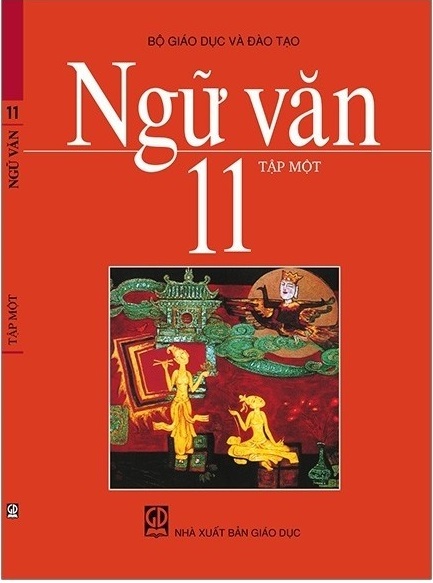 BỘ GIÁO DỤC VÀ ĐÀO TẠO
Ngữ văn
11
TẬP MỘT
NHÀ XUẤT BẢN GIÁO DỤC
11
NGỮ VĂN
TẬP MỘT